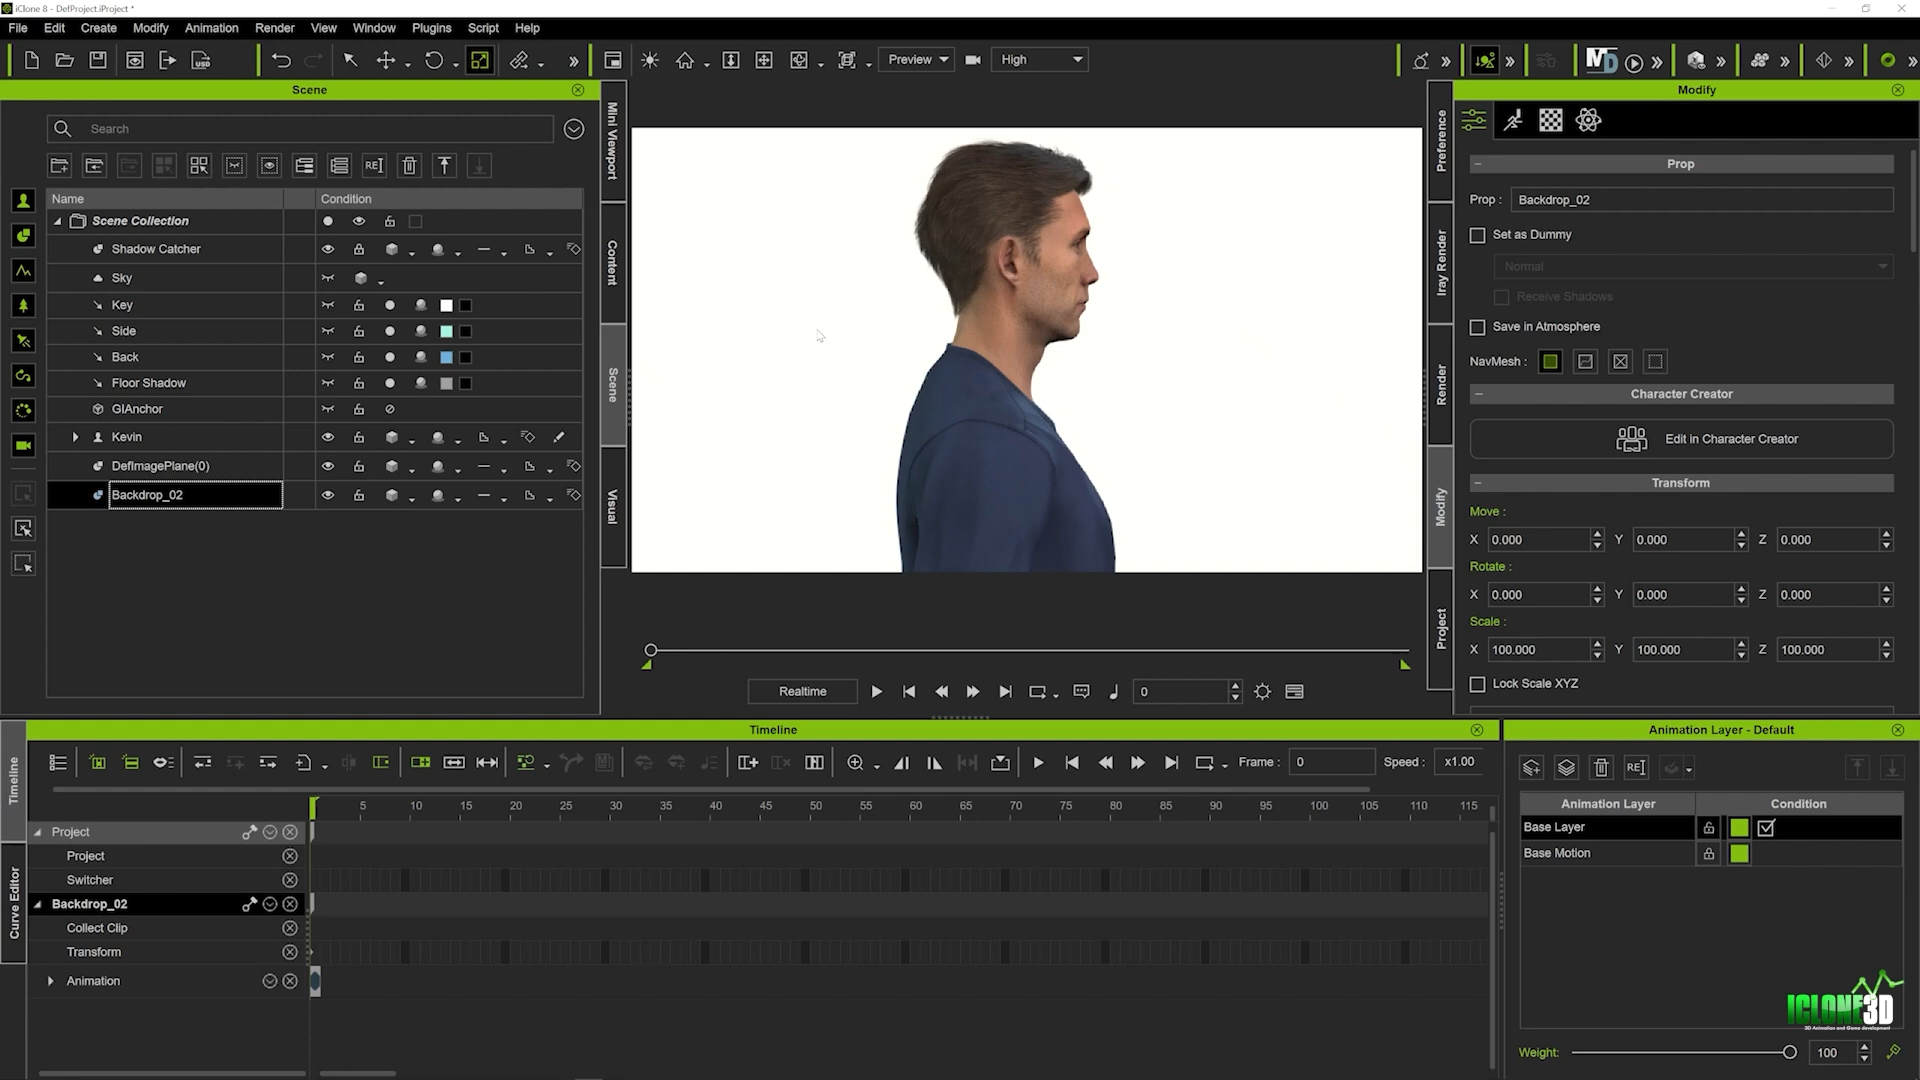 iClone 8 - DefProject.iProject *
File Edit Create Modify Animation Render View Window Plugins Script Help
Preview High
Scene
Search
Name Condition
Scene Collection
Shadow Catcher
Sky
Key
Side
Back
Floor Shadow
GIAnchor
Kevin
DefImagePlane(0)
Backdrop_02
Mini Viewport
Content
Scene
Visual
Preference
Iray Render
Render
Modify
Project
Modify
Prop
Prop : Backdrop_02
Set as Dummy
Normal
Receive Shadows
Save in Atmosphere
NavMesh :
Character Creator
Edit in Character Creator
Transform
Move :
X 0.000 Y 0.000 Z 0.000
Rotate :
X 0.000 Y 0.000 Z 0.000
Scale :
X 100.000 Y 100.000 Z 100.000
Lock Scale XYZ
Realtime 0
Timeline
Timeline
Curve Editor
Frame : 0 Speed : x1.00
5 10 15 20 25 30 35 40 45 50 55 60 65 70 75 80 85 90 95 100 105 110 115
Project
Project
Switcher
Backdrop_02
Collect Clip
Transform
Animation
Animation Layer - Default
Animation Layer Condition
Base Layer
Base Motion
ICLONE3D
3D Animation and Game development
Weight: 100